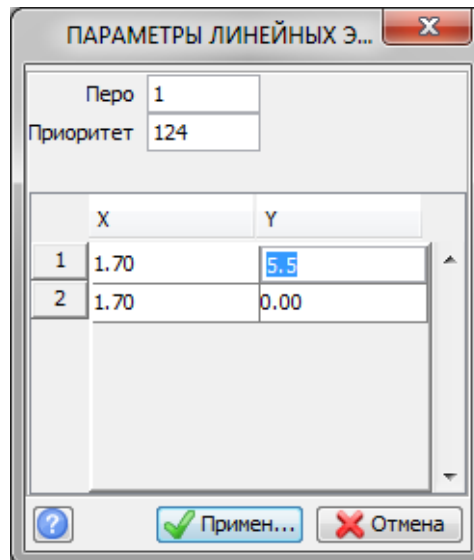 ПАРАМЕТРЫ ЛИНЕЙНЫХ Э...
Перо 1
Приоритет 124
X Y
1 1.70 5.5
2 1.70 0.00
? Примен... Отмена